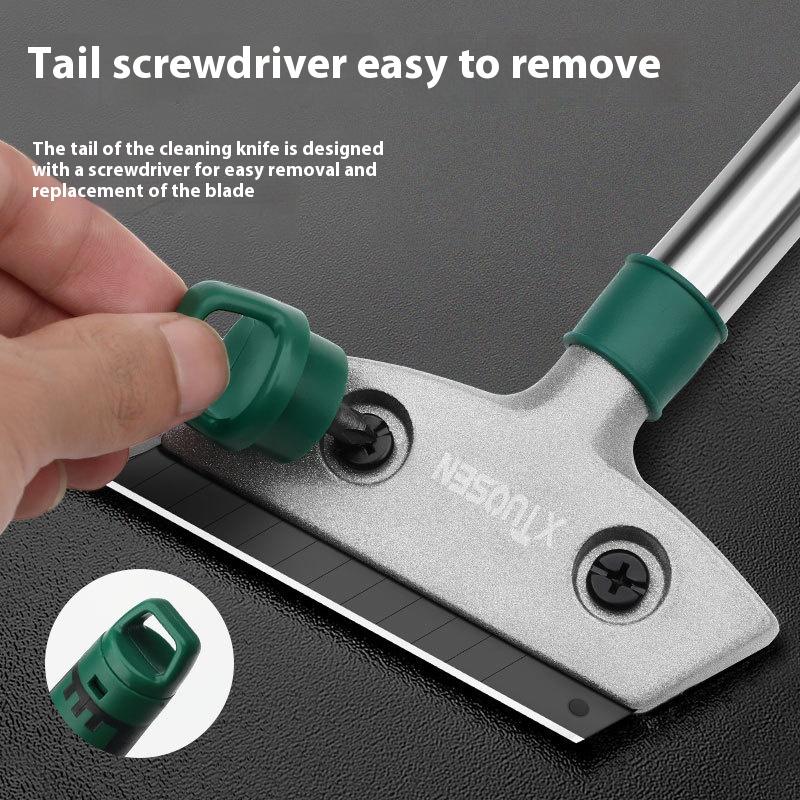 Tail screwdriver easy to remove
The tail of the cleaning knife is designed
with a screwdriver for easy removal and
replacement of the blade
XTUOSEN